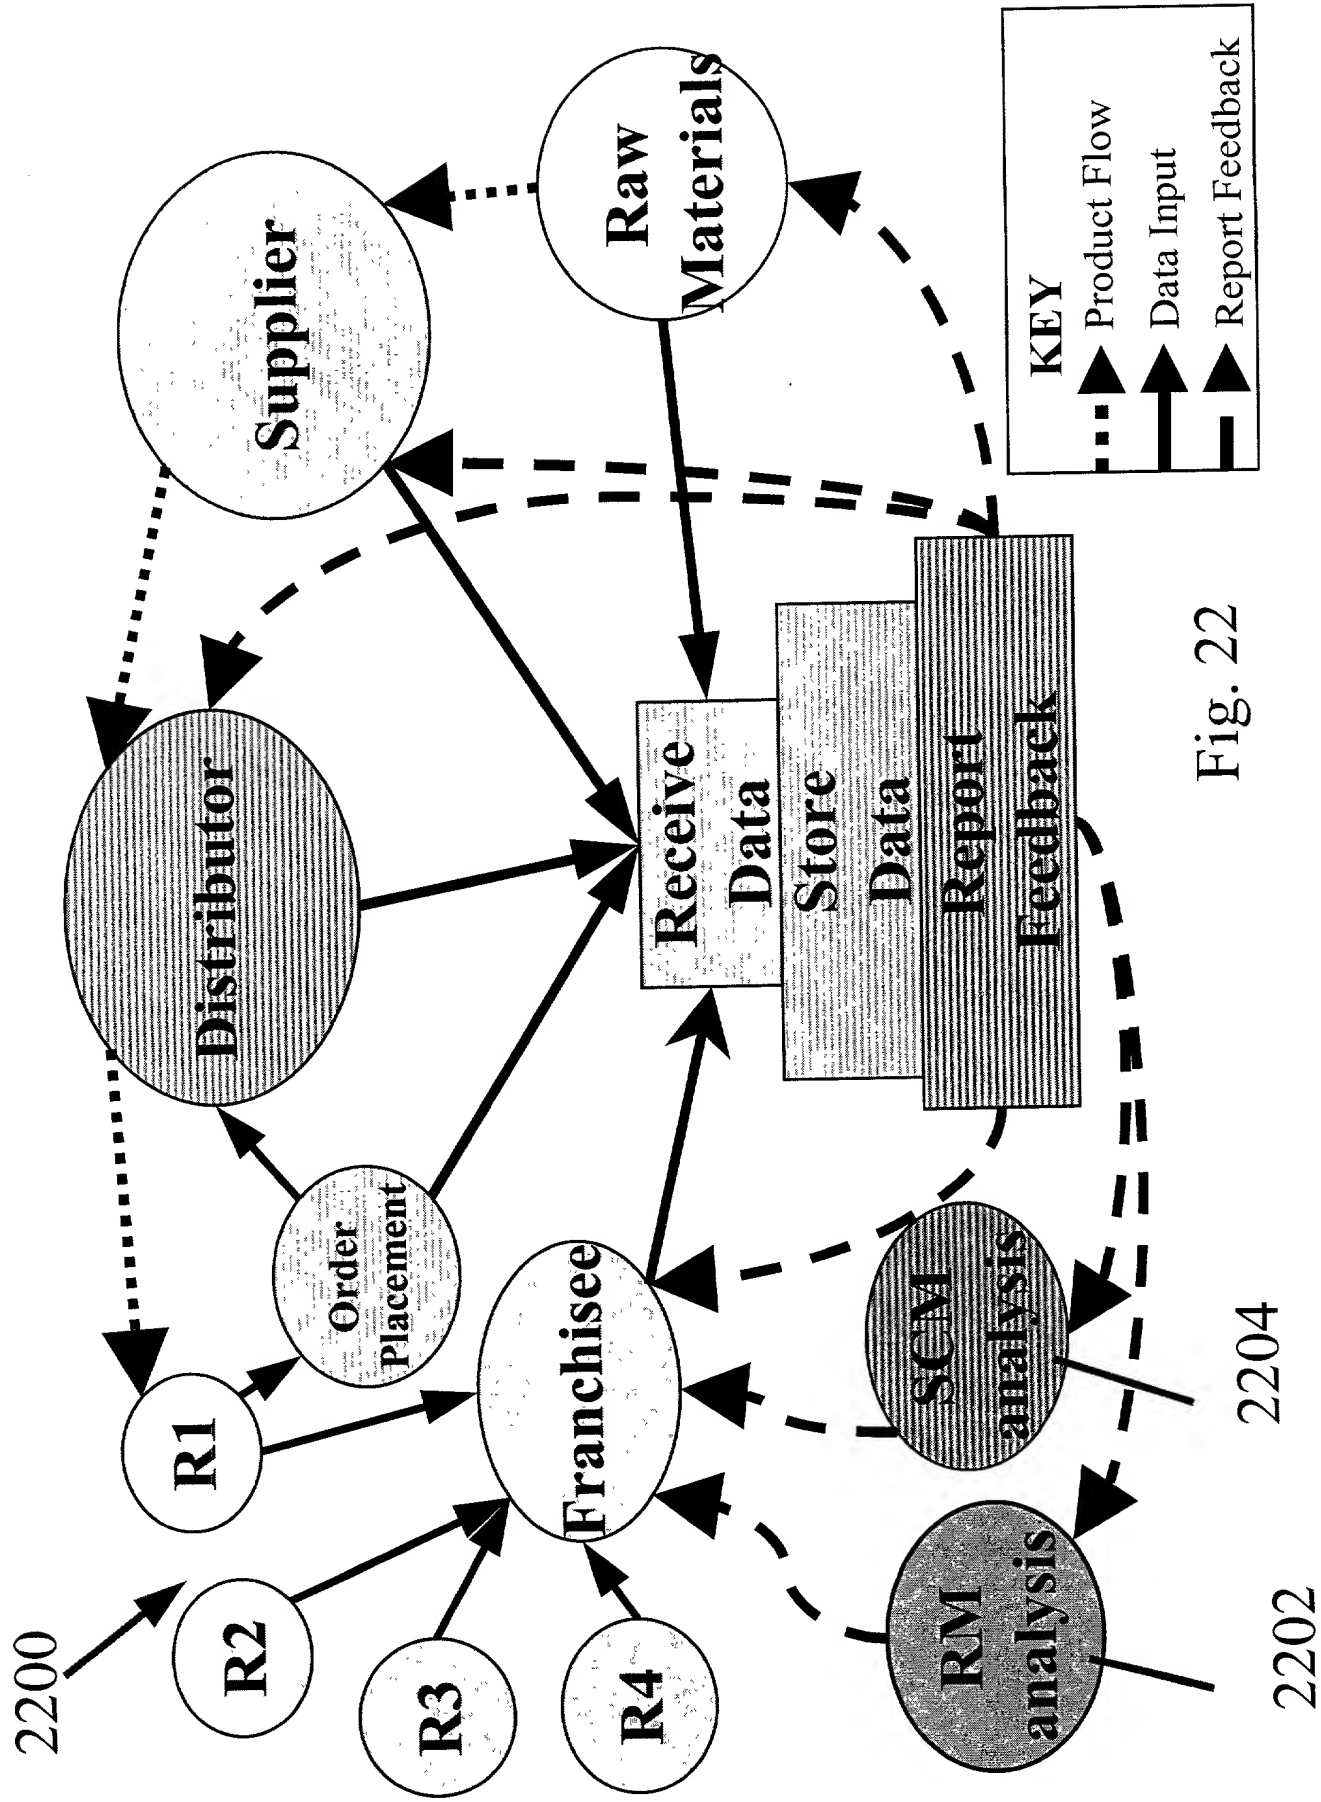 2200
R1
R2
R3
R4
Order
Placement
Distributor
Supplier
Raw
Materials
Franchisee
Receive
Data
Store
Data
Report
Feedback
RM
analysis
SCM
analysis
2202
2204
KEY
Product Flow
Data Input
Report Feedback
Fig. 22